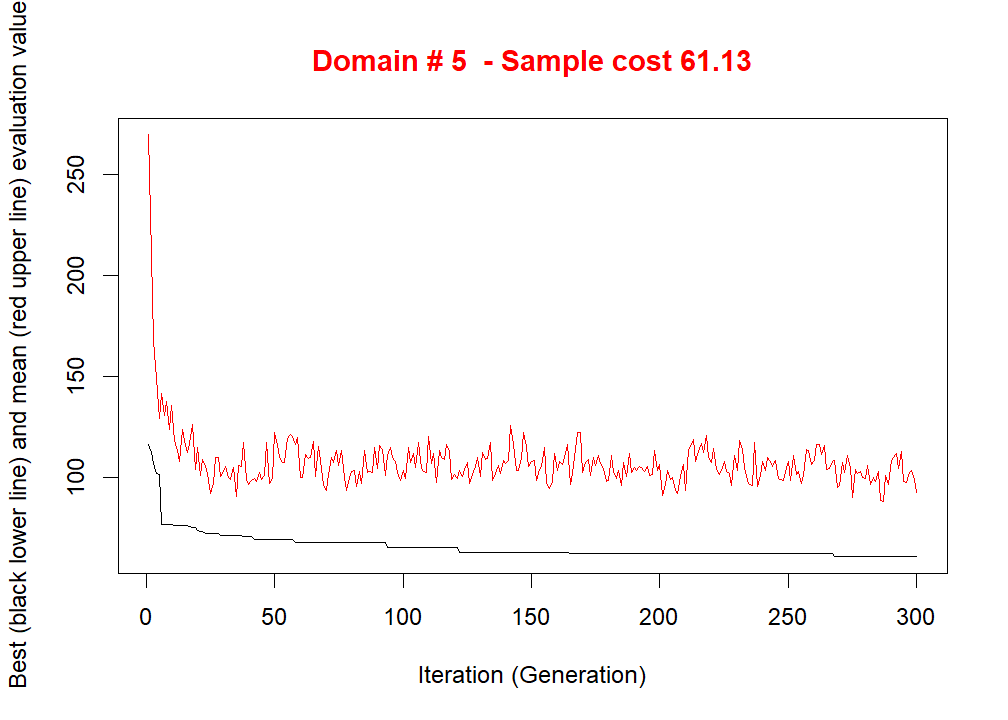 Domain # 5  - Sample cost 61.13
Best (black lower line) and mean (red upper line) evaluation value
250
200
150
100
0 50 100 150 200 250 300
Iteration (Generation)